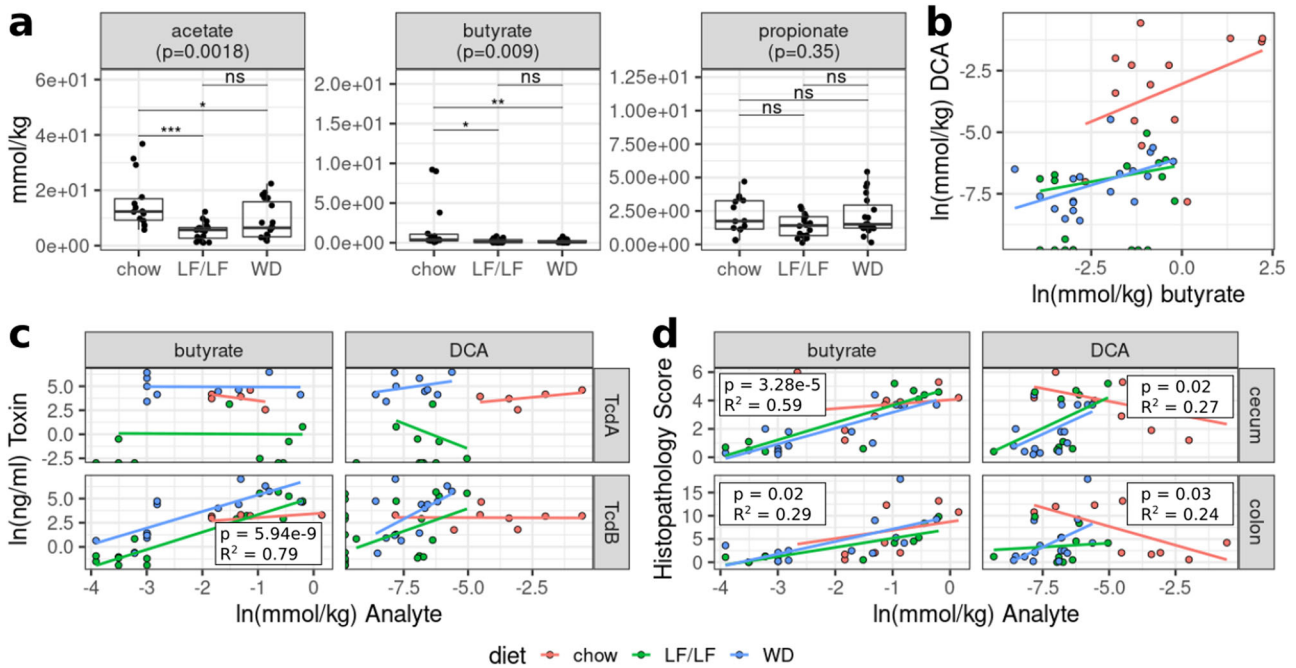 a
acetate
(p=0.0018)
butyrate
(p=0.009)
propionate
(p=0.35)
mmol/kg
6e+01
4e+01
2e+01
0e+00
ns
*
***
chow
LF/LF
WD
2.0e+01
1.5e+01
1.0e+01
5.0e+00
0.0e+00
ns
**
*
chow
LF/LF
WD
1.25e+01
1.00e+01
7.50e+00
5.00e+00
2.50e+00
0.00e+00
ns
ns
ns
chow
LF/LF
WD
b
ln(mmol/kg) DCA
-2.5
-5.0
-7.5
-2.5
0.0
2.5
ln(mmol/kg) butyrate
c
butyrate
DCA
ln(ng/ml) Toxin
5.0
2.5
0.0
-2.5
TcdA
5.0
2.5
0.0
p = 5.94e-9
R² = 0.79
TcdB
-4
-3
-2
-1
0
-7.5
-5.0
-2.5
ln(mmol/kg) Analyte
d
butyrate
DCA
Histopathology Score
6
4
2
0
p = 3.28e-5
R² = 0.59
p = 0.02
R² = 0.27
cecum
15
10
5
0
p = 0.02
R² = 0.29
p = 0.03
R² = 0.24
colon
-4
-3
-2
-1
0
-7.5
-5.0
-2.5
ln(mmol/kg) Analyte
diet
chow
LF/LF
WD